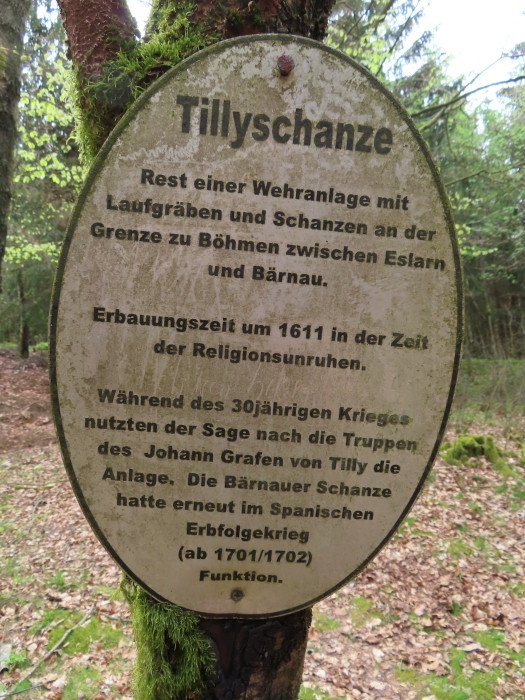 Tillyschanze
Rest einer Wehranlage mit
Laufgräben und Schanzen an der
Grenze zu Böhmen zwischen Eslarn
und Bärnau.
Erbauungszeit um 1611 in der Zeit
der Religionsunruhen.
Während des 30jährigen Krieges
nutzten der Sage nach die Truppen
des Johann Grafen von Tilly die
Anlage. Die Bärnauer Schanze
hatte erneut im Spanischen
Erbfolgekrieg
(ab 1701/1702)
Funktion.